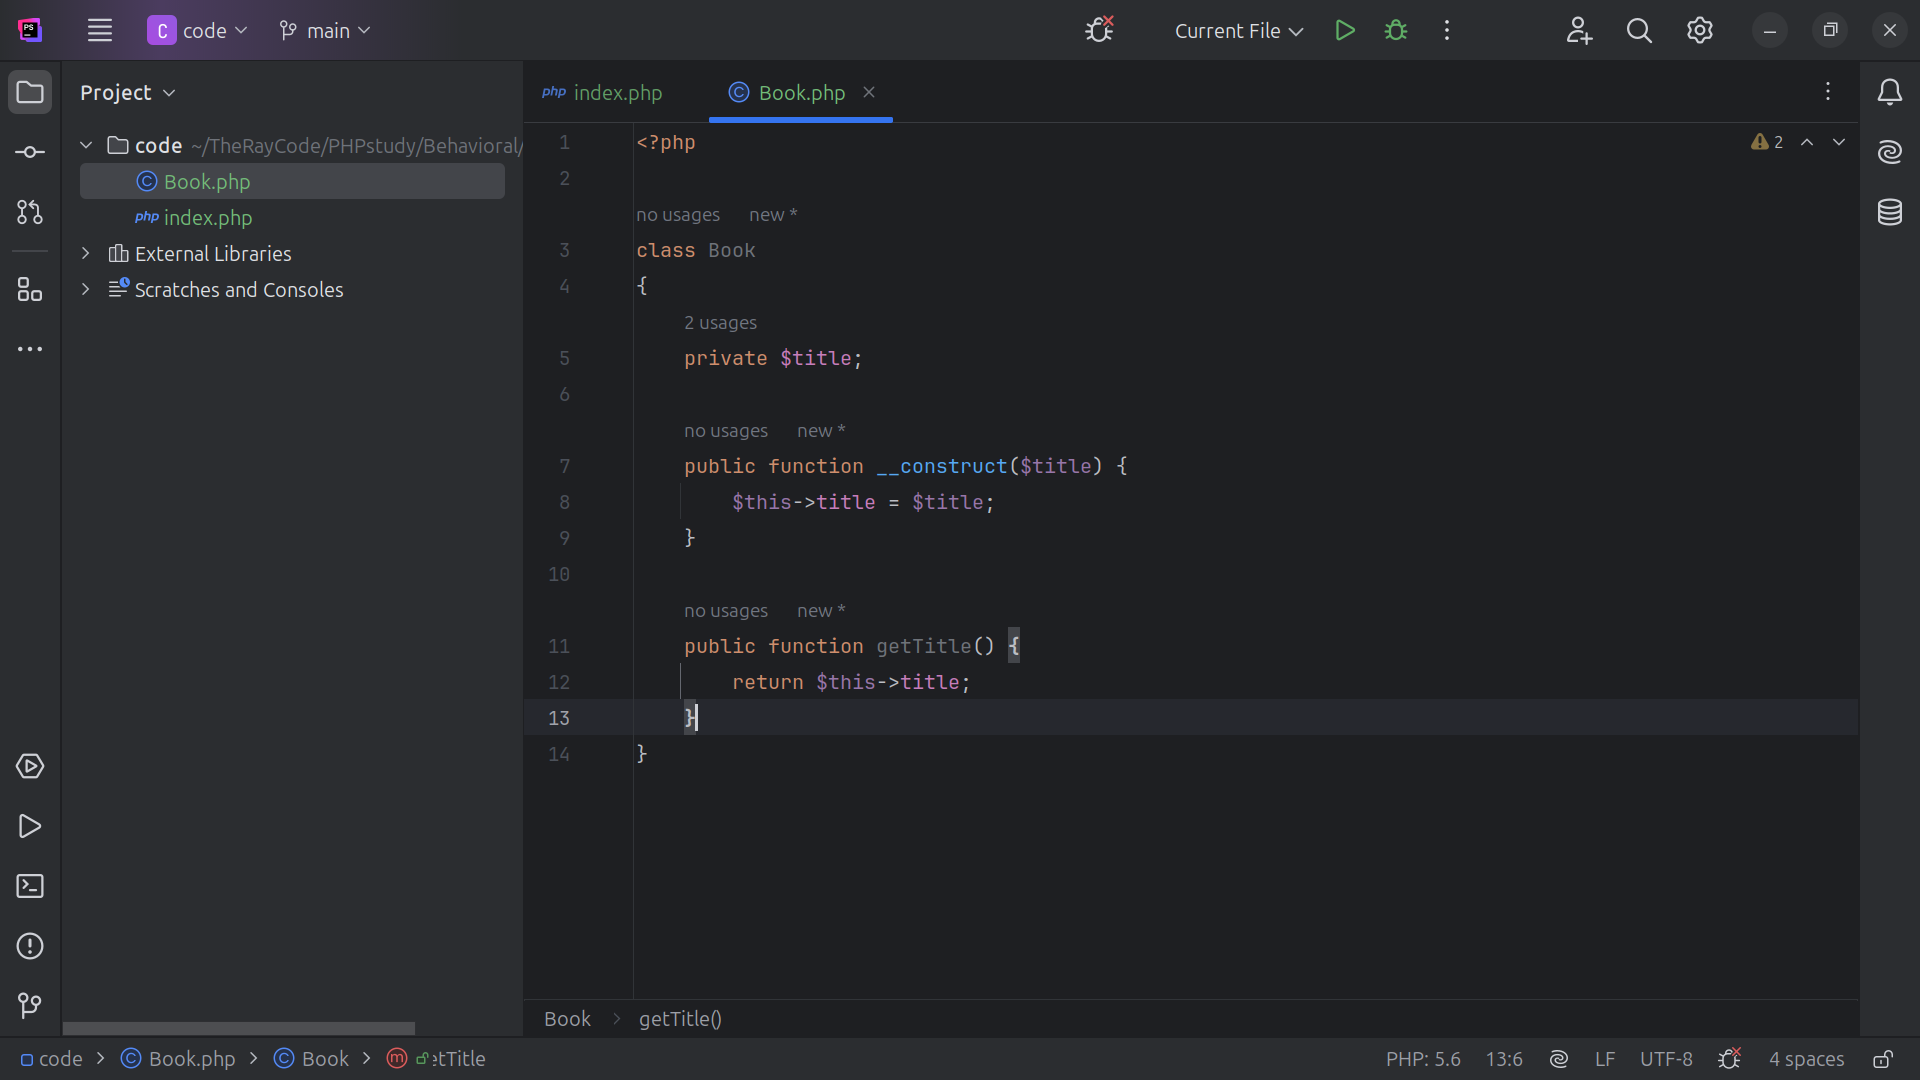 PS
C code main Current File
Project
php index.php Book.php
code ~/TheRayCode/PHPstudy/Behavioral/
Book.php
php index.php
External Libraries
Scratches and Consoles
1 <?php
2 2
no usages new *
3 class Book
4 {
2 usages
5 private $title;
6
no usages new *
7 public function __construct($title) {
8 $this->title = $title;
9 }
10
no usages new *
11 public function getTitle() {
12 return $this->title;
13 }
14 }
Book > getTitle()
code > Book.php > Book > m tTitle PHP: 5.6 13:6 LF UTF-8 4 spaces